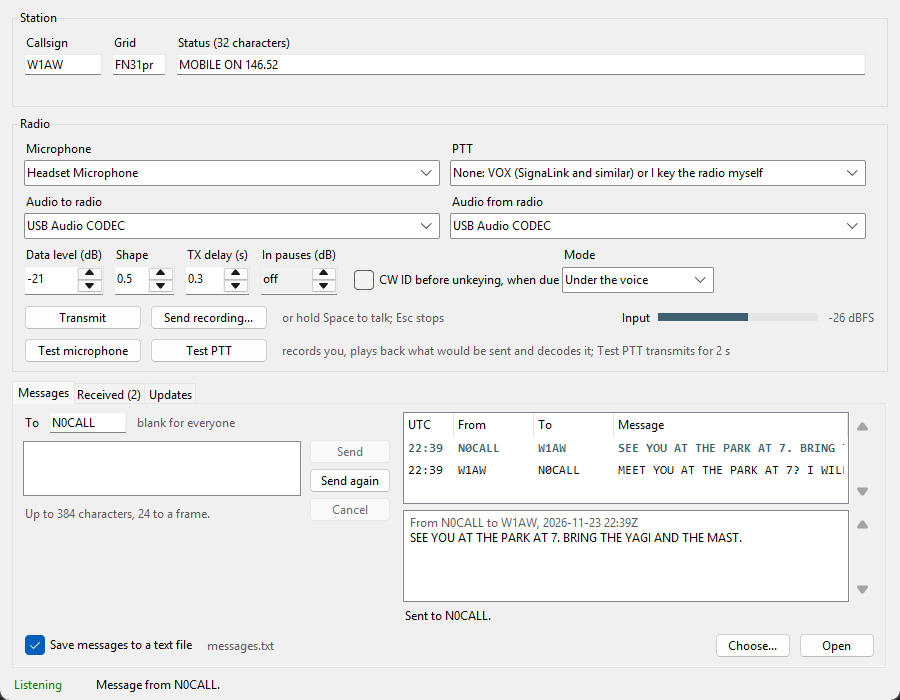 Station
Callsign Grid Status (32 characters)
W1AW FN31pr MOBILE ON 146.52
Radio
Microphone PTT
Headset Microphone None: VOX (SignaLink and similar) or I key the radio myself
Audio to radio Audio from radio
USB Audio CODEC USB Audio CODEC
Data level (dB) Shape TX delay (s) In pauses (dB) Mode
-21 0.5 0.3 off CW ID before unkeying, when due Under the voice
Transmit Send recording... or hold Space to talk; Esc stops Input -26 dBFS
Test microphone Test PTT records you, plays back what would be sent and decodes it; Test PTT transmits for 2 s
Messages Received (2) Updates
To N0CALL blank for everyone
Send
Send again
Cancel
Up to 384 characters, 24 to a frame.
UTC From To Message
22:39 N0CALL W1AW SEE YOU AT THE PARK AT 7. BRING
22:39 W1AW N0CALL MEET YOU AT THE PARK AT 7? I WIL
From N0CALL to W1AW, 2026-11-23 22:39Z
SEE YOU AT THE PARK AT 7. BRING THE YAGI AND THE MAST.
Sent to N0CALL.
Save messages to a text file messages.txt Choose... Open
Listening Message from N0CALL.